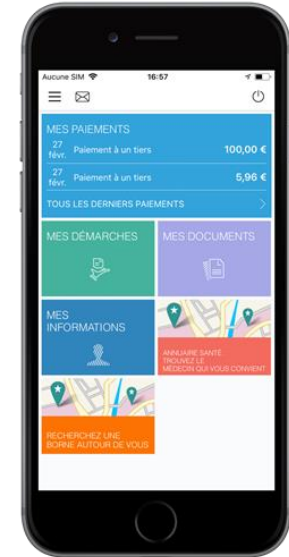 Aucune SIM 16:57
MES PAIEMENTS
27 févr. Paiement à un tiers 100,00 €
27 févr. Paiement à un tiers 5,96 €
TOUS LES DERNIERS PAIEMENTS
MES DÉMARCHES
MES DOCUMENTS
MES
INFORMATIONS
ANNUAIRE SANTÉ
TROUVEZ LE
MÉDECIN QUI VOUS CONVIENT
RECHERCHEZ UNE
BORNE AUTOUR DE VOUS